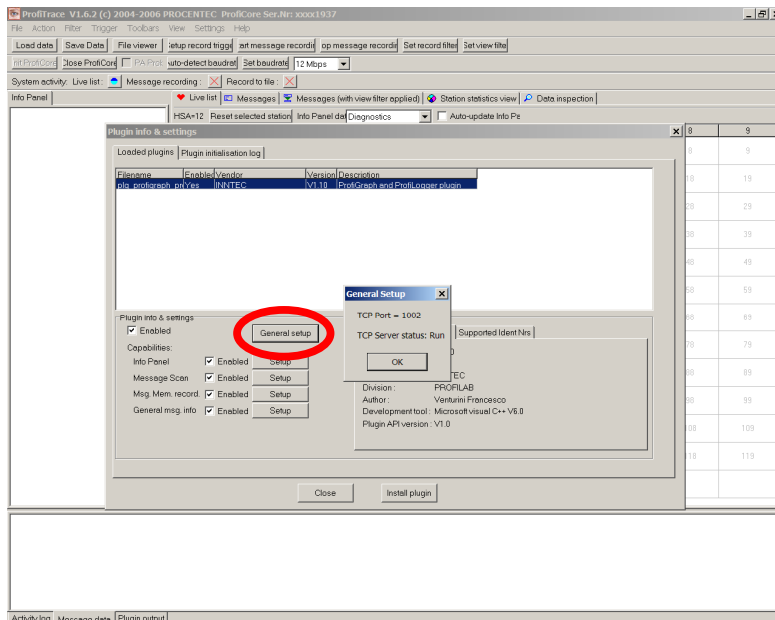 ProfiTrace V1.6.2 (c) 2004-2006 PROCENTEC ProfiCore Ser.Nr: xxxx1937
File Action Filter Trigger Toolbars View Settings Help
Load data Save Data File viewer Setup record trigg art message recordin op message recordin Set record filter Set view filte
nit ProfiCore Close ProfiCore PA Prot. uto-detect baudrat Set baudrate 12 Mbps
System activity: Live list: Message recording: Record to file:
Info Panel Live list Messages Messages (with view filter applied) Station statistics view Data inspection
HSA=12 Reset selected station Info Panel dat Diagnostics Auto-update Info Pa
Plugin info & settings
8 9
Loaded plugins Plugin initialisation log
8 9
Filename Enabled Vendor Version Description
plg_profigraph_pr Yes INNTEC V1.10 ProfiGraph and ProfiLogger plugin
18 19
28 29
38 39
48 49
General Setup
58 59
TCP Port = 1002
Plugin info & settings
68 69
Enabled
General setup
TCP Server status: Run
Supported Ident Nrs
Capabilities:
78 79
OK
Info Panel Enabled Setup
Message Scan Enabled Setup
TEC
88 89
Division: PROFILAB
Msg. Mem. record. Enabled Setup
Author: Venturini Francesco
98 99
General msg. info Enabled Setup
Development tool: Microsoft visual C++ V6.0
Plugin API version: V1.0
108 109
118 119
Close Install plugin
Activity log Message data Plugin output